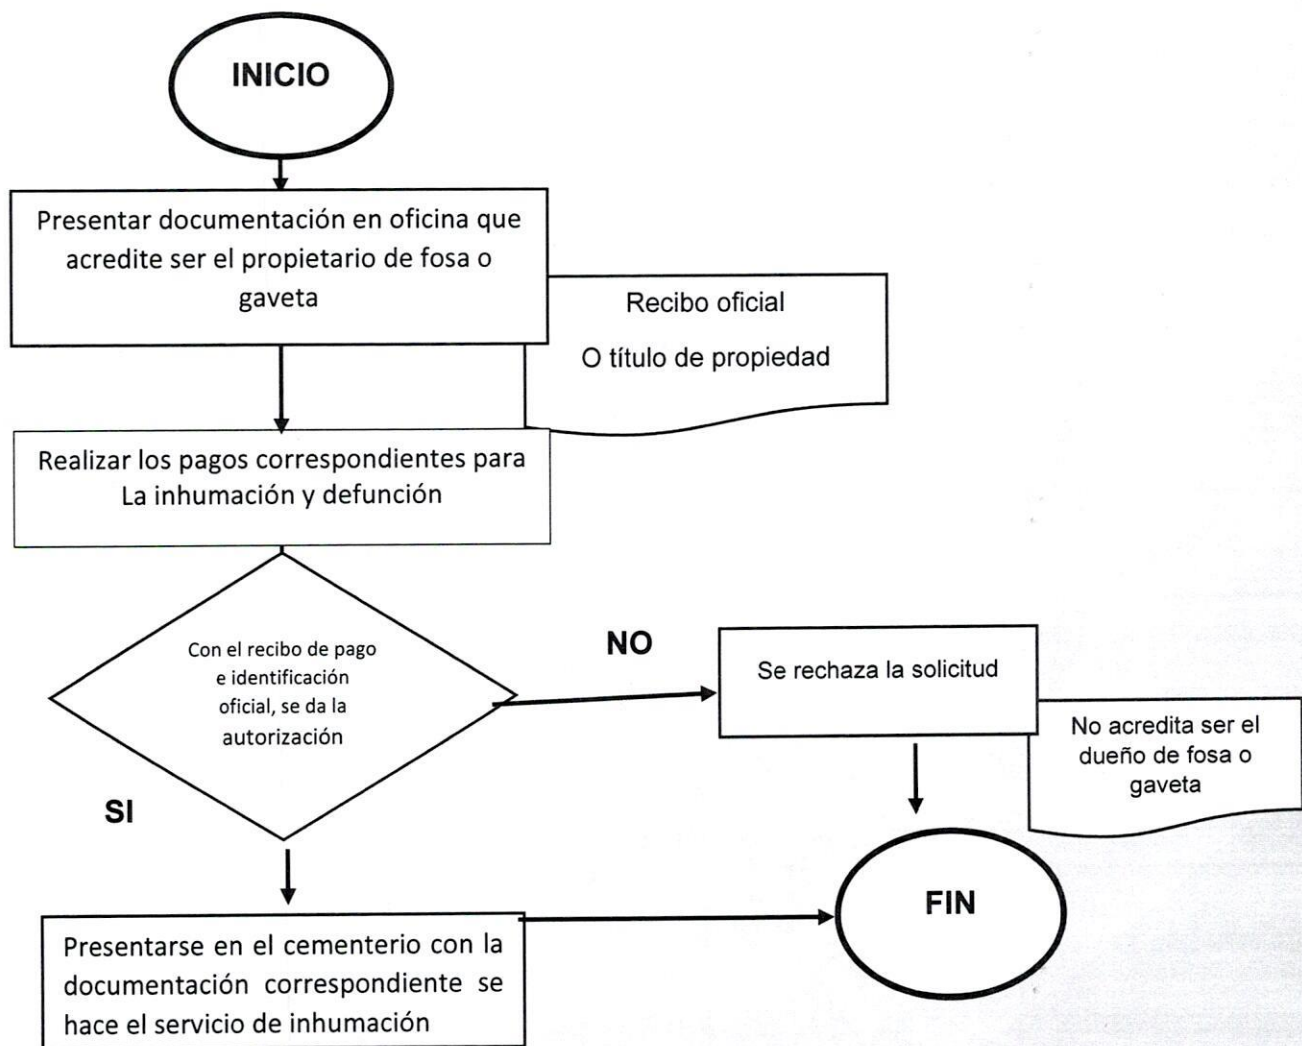 INICIO
Presentar documentación en oficina que
acredite ser el propietario de fosa o
gaveta
Recibo oficial
O título de propiedad
Realizar los pagos correspondientes para
La inhumación y defunción
Con el recibo de pago
e identificación
oficial, se da la
autorización
NO
Se rechaza la solicitud
No acredita ser el
dueño de fosa o
gaveta
SI
FIN
Presentarse en el cementerio con la
documentación correspondiente se
hace el servicio de inhumación